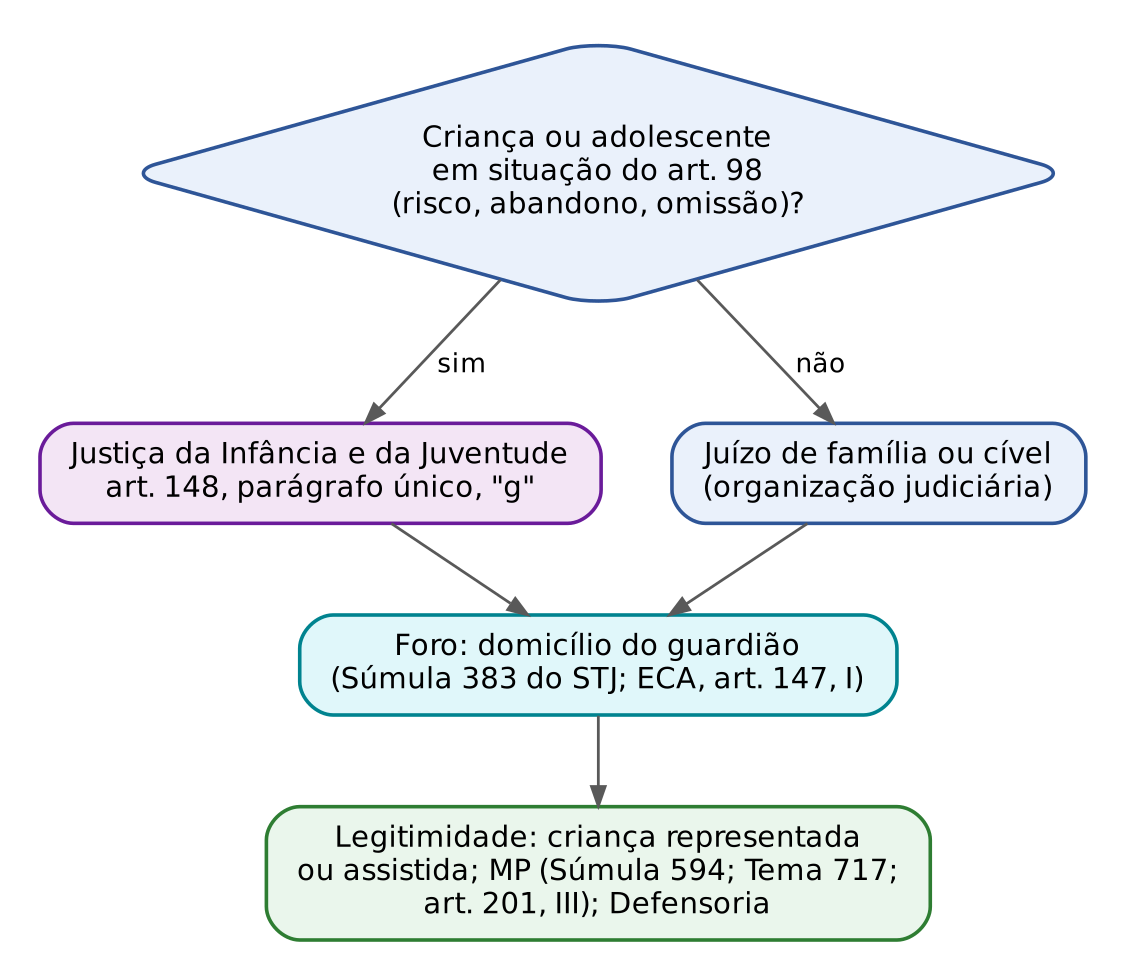 Criança ou adolescente
em situação do art. 98
(risco, abandono, omissão)?
sim
não
Justiça da Infância e da Juventude
art. 148, parágrafo único, "g"
Juízo de família ou cível
(organização judiciária)
Foro: domicílio do guardião
(Súmula 383 do STJ; ECA, art. 147, I)
Legitimidade: criança representada
ou assistida; MP (Súmula 594; Tema 717;
art. 201, III); Defensoria